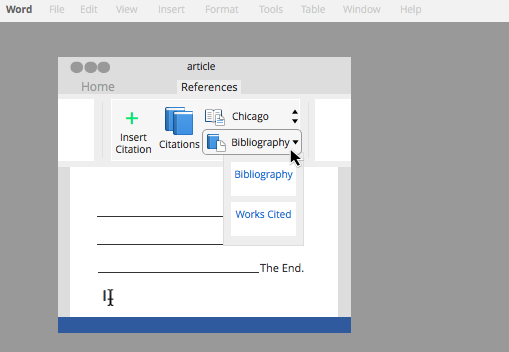 Word File Edit View Insert Format Tools Table Window Help
article
Home References
Insert
Citation
Citations
Chicago
Bibliography
Bibliography
Works Cited
The End.